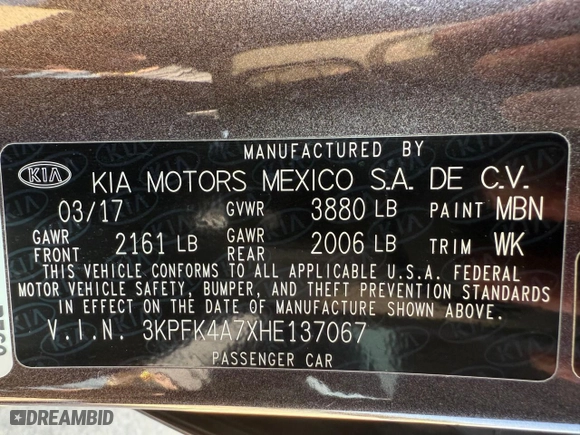 MANUFACTURED BY
KIA KIA MOTORS MEXICO S.A. DE C.V.
03/17 GVWR 3880 LB PAINT MBN
GAWR FRONT 2161 LB GAWR REAR 2006 LB TRIM WK
THIS VEHICLE CONFORMS TO ALL APPLICABLE U.S.A. FEDERAL
MOTOR VEHICLE SAFETY, BUMPER, AND THEFT PREVENTION STANDARDS
IN EFFECT ON THE DATE OF MANUFACTURE SHOWN ABOVE.
V.I.N. 3KPFK4A7XHE137067
PASSENGER CAR
DREAMBID